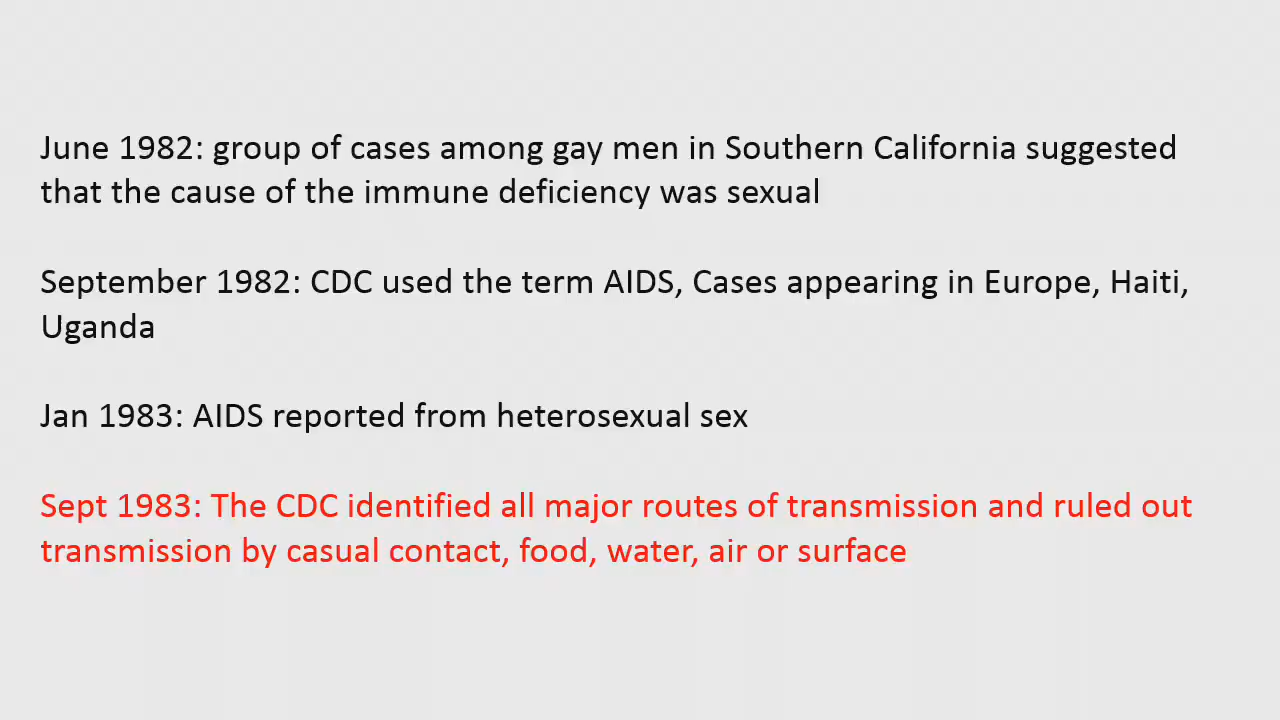 June 1982: group of cases among gay men in Southern California suggested
that the cause of the immune deficiency was sexual
September 1982: CDC used the term AIDS, Cases appearing in Europe, Haiti,
Uganda
Jan 1983: AIDS reported from heterosexual sex
Sept 1983: The CDC identified all major routes of transmission and ruled out
transmission by casual contact, food, water, air or surface